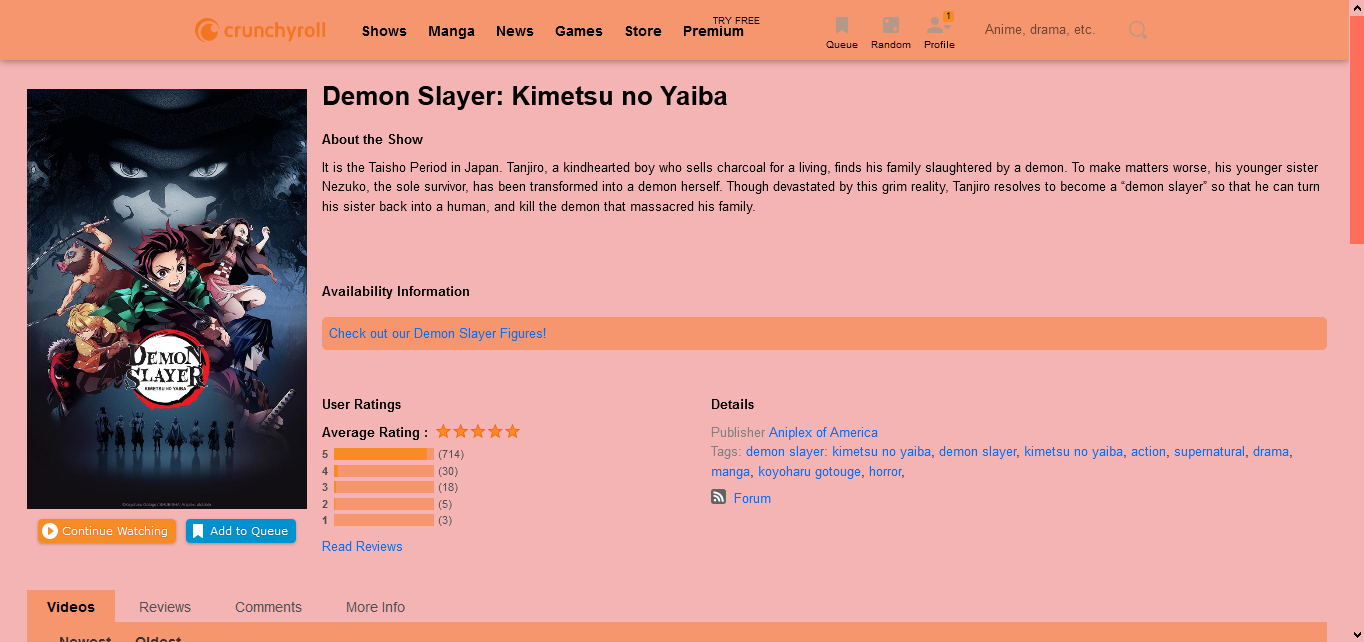 crunchyroll
Shows Manga News Games Store Premium TRY FREE
Queue Random Profile 1
Anime, drama, etc.
Demon Slayer: Kimetsu no Yaiba
About the Show
It is the Taisho Period in Japan. Tanjiro, a kindhearted boy who sells charcoal for a living, finds his family slaughtered by a demon. To make matters worse, his younger sister
Nezuko, the sole survivor, has been transformed into a demon herself. Though devastated by this grim reality, Tanjiro resolves to become a “demon slayer” so that he can turn
his sister back into a human, and kill the demon that massacred his family.
DEMON
SLAYER
KIMETSU NO YAIBA
Continue Watching
Add to Queue
Availability Information
Check out our Demon Slayer Figures!
User Ratings
Average Rating :
5 (714)
4 (30)
3 (18)
2 (5)
1 (3)
Read Reviews
Details
Publisher Aniplex of America
Tags: demon slayer: kimetsu no yaiba, demon slayer, kimetsu no yaiba, action, supernatural, drama,
manga, koyoharu gotouge, horror,
Forum
Videos Reviews Comments More Info
Newest Oldest